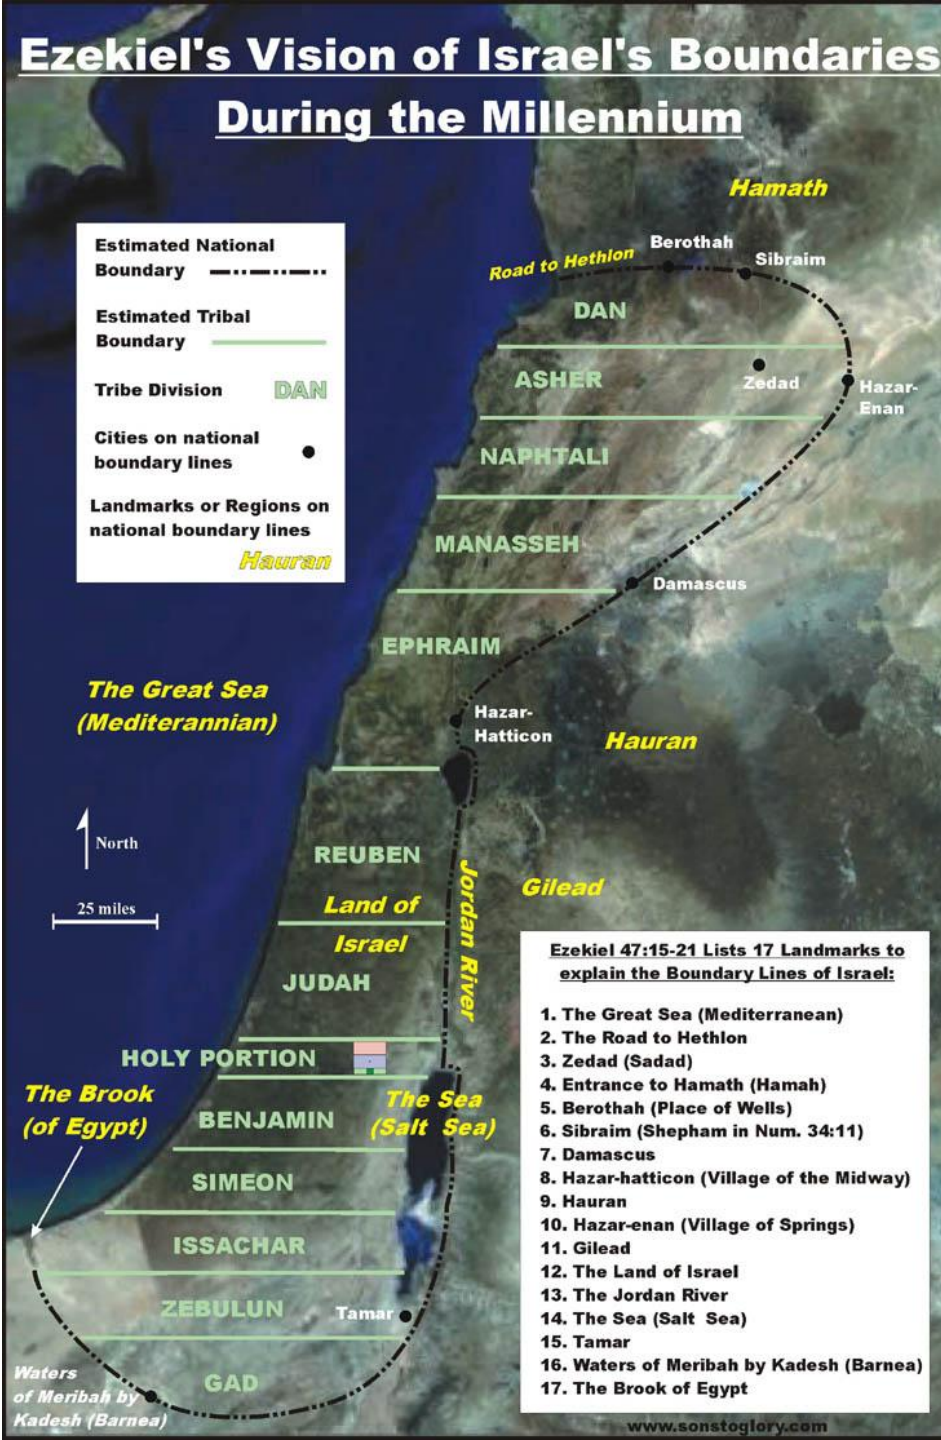 Ezekiel's Vision of Israel's Boundaries
During the Millennium
Hamath
Estimated National
Boundary
Estimated Tribal
Boundary
Tribe Division DAN
Cities on national
boundary lines
Landmarks or Regions on
national boundary lines
Hauran
Road to Hethlon
Berothah
Sibraim
DAN
ASHER
Zedad
Hazar-
Enan
NAPHTALI
MANASSEH
Damascus
EPHRAIM
The Great Sea
(Mediterannian)
Hazar-
Hatticon
Hauran
North
25 miles
REUBEN
Jordan River
Gilead
Land of
Israel
JUDAH
HOLY PORTION
The Brook
(of Egypt)
The Sea
(Salt Sea)
BENJAMIN
SIMEON
ISSACHAR
ZEBULUN
Tamar
GAD
Waters
of Meribah by
Kadesh (Barnea)
Ezekiel 47:15-21 Lists 17 Landmarks to
explain the Boundary Lines of Israel:
1. The Great Sea (Mediterranean)
2. The Road to Hethlon
3. Zedad (Sadad)
4. Entrance to Hamath (Hamah)
5. Berothah (Place of Wells)
6. Sibraim (Shepham in Num. 34:11)
7. Damascus
8. Hazar-hatticon (Village of the Midway)
9. Hauran
10. Hazar-enan (Village of Springs)
11. Gilead
12. The Land of Israel
13. The Jordan River
14. The Sea (Salt Sea)
15. Tamar
16. Waters of Meribah by Kadesh (Barnea)
17. The Brook of Egypt
www.sonstoglory.com